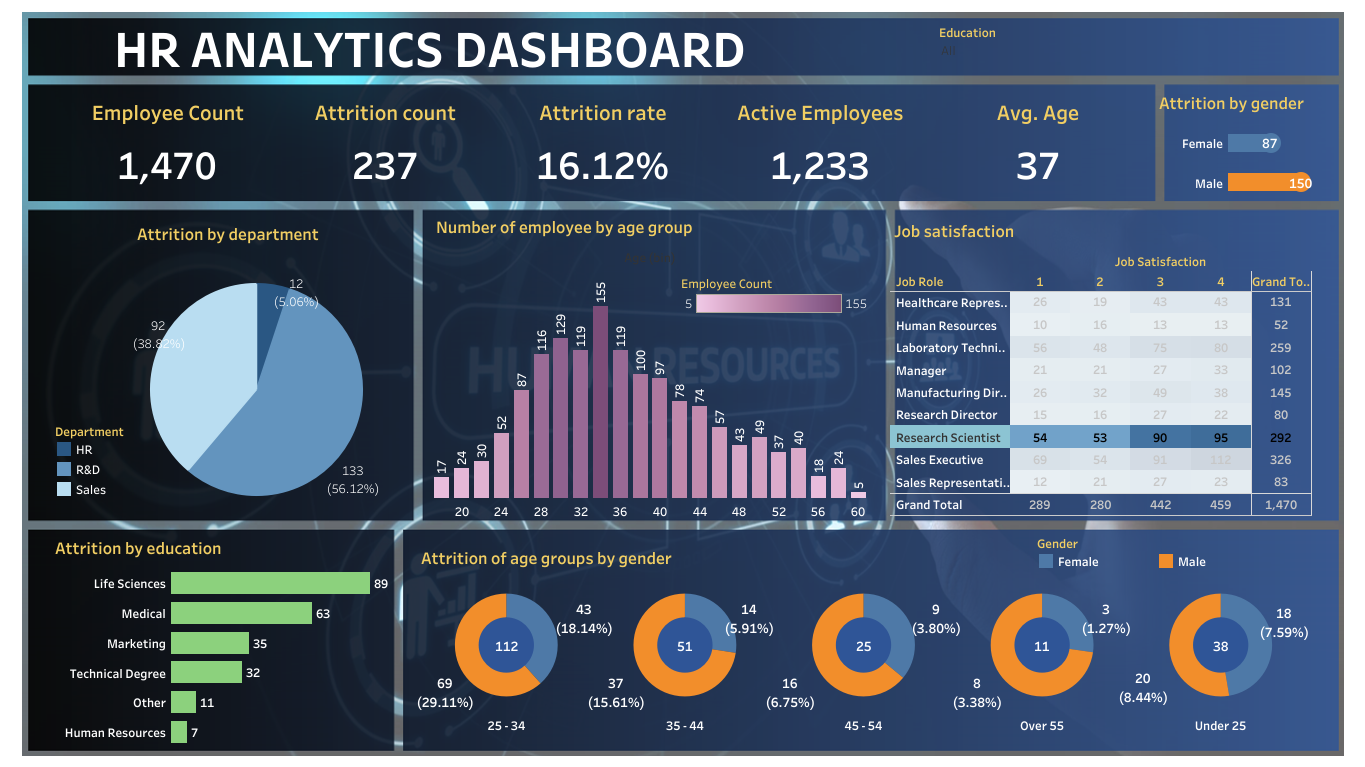 HR ANALYTICS DASHBOARD
Education
All
Employee Count
Attrition count
Attrition rate
Active Employees
Avg. Age
1,470
237
16.12%
1,233
37
Attrition by gender
Female 87
Male 150
Attrition by department
12
(5.06%)
92
(38.82%)
133
(56.12%)
Department
HR
R&D
Sales
Number of employee by age group
Employee Count
5 155
17 24 30 52 87 116 129 119 155 119 100 97 78 74 57 43 49 37 40 18 24 5
20 24 28 32 36 40 44 48 52 56 60
HUMAN RESOURCES
Job satisfaction
Job Satisfaction
Job Role 1 2 3 4 Grand To..
Healthcare Repres.. 26 19 43 43 131
Human Resources 10 16 13 13 52
Laboratory Techni.. 56 48 75 80 259
Manager 21 21 27 33 102
Manufacturing Dir.. 26 32 49 38 145
Research Director 15 16 27 22 80
Research Scientist 54 53 90 95 292
Sales Executive 69 54 91 112 326
Sales Representati.. 12 21 27 23 83
Grand Total 289 280 442 459 1,470
Attrition by education
Life Sciences 89
Medical 63
Marketing 35
Technical Degree 32
Other 11
Human Resources 7
Attrition of age groups by gender
Gender
Female
Male
43
(18.14%)
112
69
(29.11%)
25 - 34
14
(5.91%)
51
37
(15.61%)
35 - 44
9
(3.80%)
25
16
(6.75%)
45 - 54
3
(1.27%)
11
8
(3.38%)
Over 55
18
(7.59%)
38
20
(8.44%)
Under 25